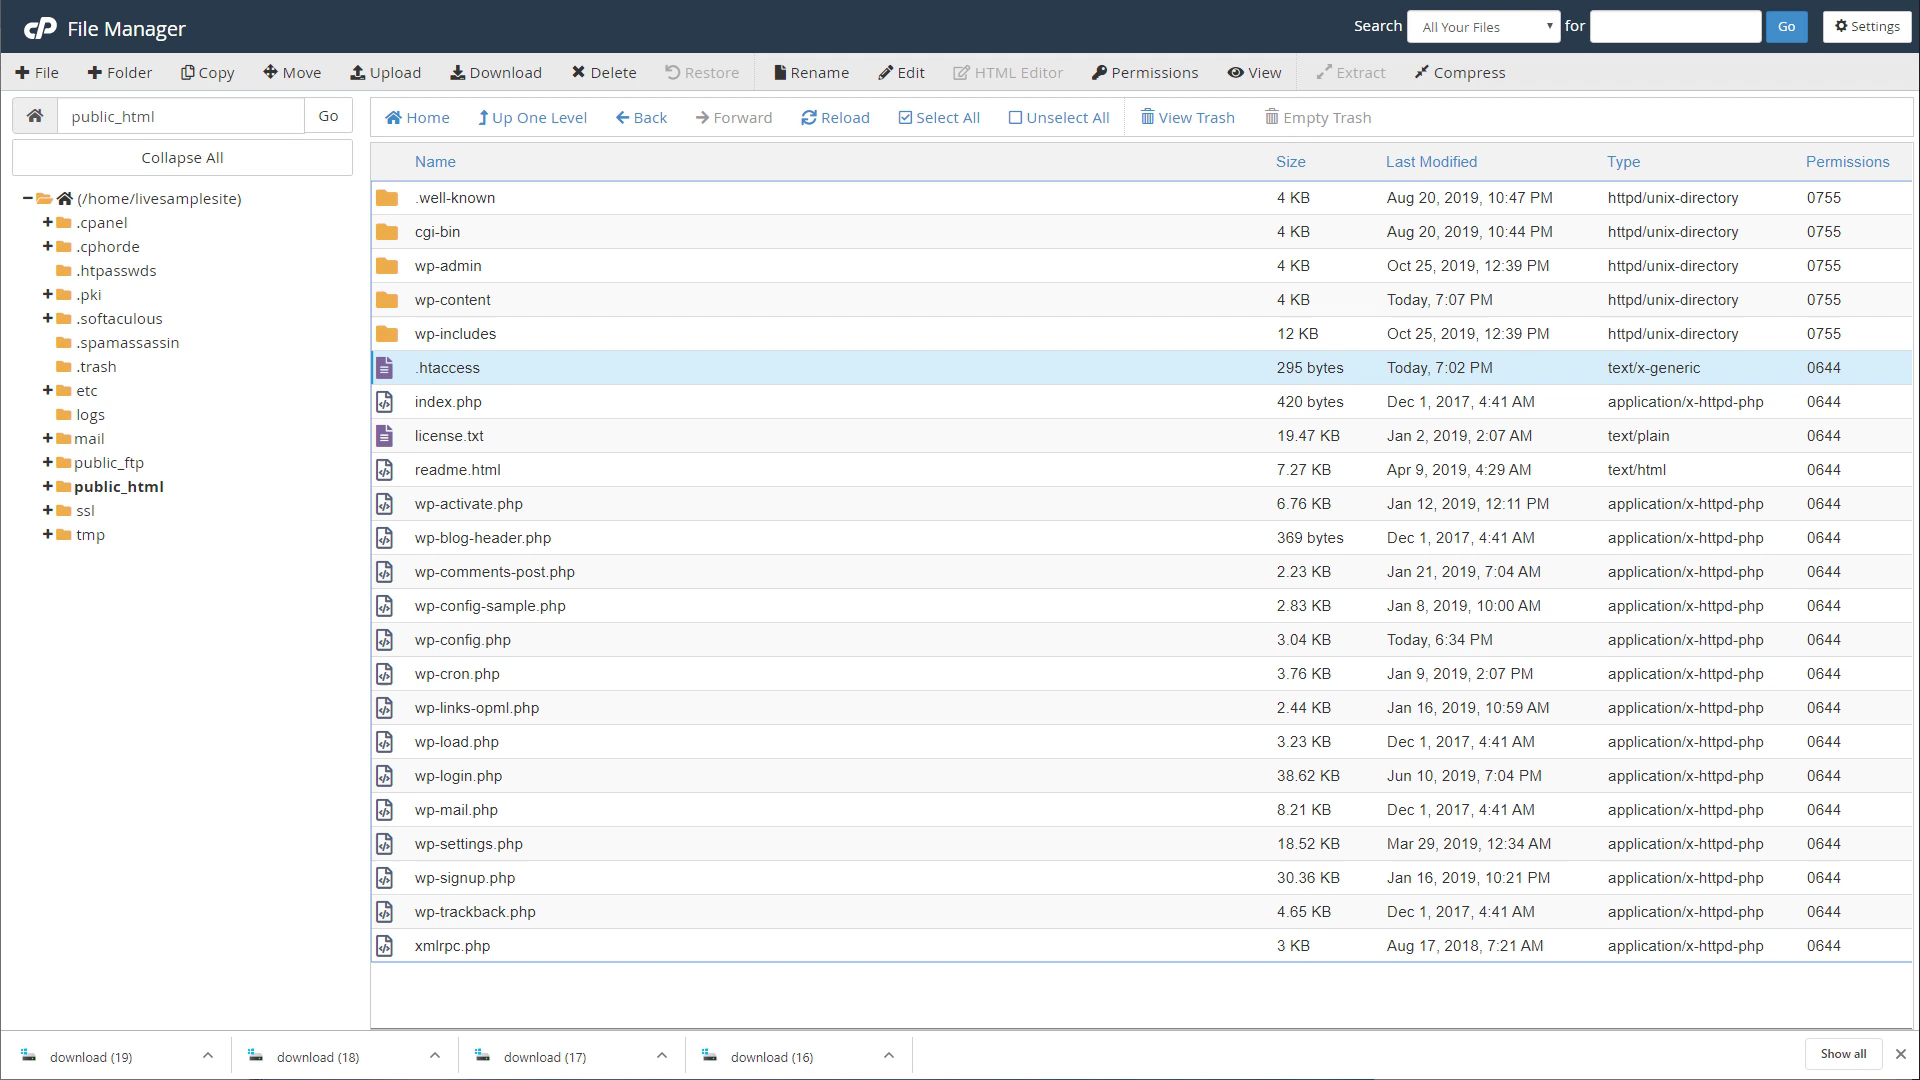 cP File Manager
Search All Your Files for Go Settings
File Folder Copy Move Upload Download Delete Restore Rename Edit HTML Editor Permissions View Extract Compress
public_html Go
Home Up One Level Back Forward Reload Select All Unselect All View Trash Empty Trash
Collapse All
(/home/livesamplesite)
.cpanel
.cphorde
.htpasswds
.pki
.softaculous
.spamassassin
.trash
etc
logs
mail
public_ftp
public_html
ssl
tmp
Name Size Last Modified Type Permissions
.well-known 4 KB Aug 20, 2019, 10:47 PM httpd/unix-directory 0755
cgi-bin 4 KB Aug 20, 2019, 10:44 PM httpd/unix-directory 0755
wp-admin 4 KB Oct 25, 2019, 12:39 PM httpd/unix-directory 0755
wp-content 4 KB Today, 7:07 PM httpd/unix-directory 0755
wp-includes 12 KB Oct 25, 2019, 12:39 PM httpd/unix-directory 0755
.htaccess 295 bytes Today, 7:02 PM text/x-generic 0644
index.php 420 bytes Dec 1, 2017, 4:41 AM application/x-httpd-php 0644
license.txt 19.47 KB Jan 2, 2019, 2:07 AM text/plain 0644
readme.html 7.27 KB Apr 9, 2019, 4:29 AM text/html 0644
wp-activate.php 6.76 KB Jan 12, 2019, 12:11 PM application/x-httpd-php 0644
wp-blog-header.php 369 bytes Dec 1, 2017, 4:41 AM application/x-httpd-php 0644
wp-comments-post.php 2.23 KB Jan 21, 2019, 7:04 AM application/x-httpd-php 0644
wp-config-sample.php 2.83 KB Jan 8, 2019, 10:00 AM application/x-httpd-php 0644
wp-config.php 3.04 KB Today, 6:34 PM application/x-httpd-php 0644
wp-cron.php 3.76 KB Jan 9, 2019, 2:07 PM application/x-httpd-php 0644
wp-links-opml.php 2.44 KB Jan 16, 2019, 10:59 AM application/x-httpd-php 0644
wp-load.php 3.23 KB Dec 1, 2017, 4:41 AM application/x-httpd-php 0644
wp-login.php 38.62 KB Jun 10, 2019, 7:04 PM application/x-httpd-php 0644
wp-mail.php 8.21 KB Dec 1, 2017, 4:41 AM application/x-httpd-php 0644
wp-settings.php 18.52 KB Mar 29, 2019, 12:34 AM application/x-httpd-php 0644
wp-signup.php 30.36 KB Jan 16, 2019, 10:21 PM application/x-httpd-php 0644
wp-trackback.php 4.65 KB Dec 1, 2017, 4:41 AM application/x-httpd-php 0644
xmlrpc.php 3 KB Aug 17, 2018, 7:21 AM application/x-httpd-php 0644
download (19) download (18) download (17) download (16) Show all